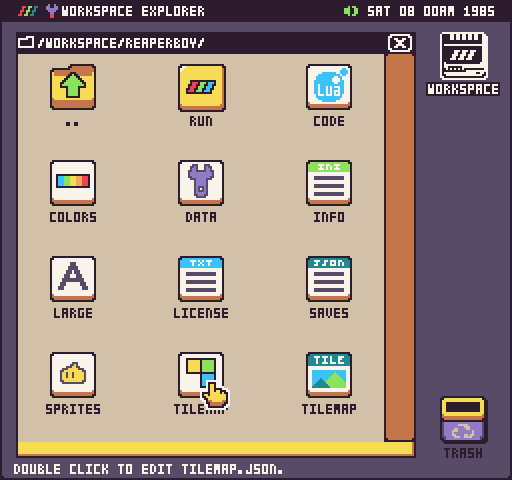 WORKSPACE EXPLORER
SAT 08 00AM 1985
/WORKSPACE/REAPERBOY/
WORKSPACE
..
RUN
Lua
CODE
COLORS
DATA
INI
INFO
A
LARGE
TXT
LICENSE
JSON
SAVES
SPRITES
TILEMAP
TILE
TILEMAP
TRASH
DOUBLE CLICK TO EDIT TILEMAP.JSON.